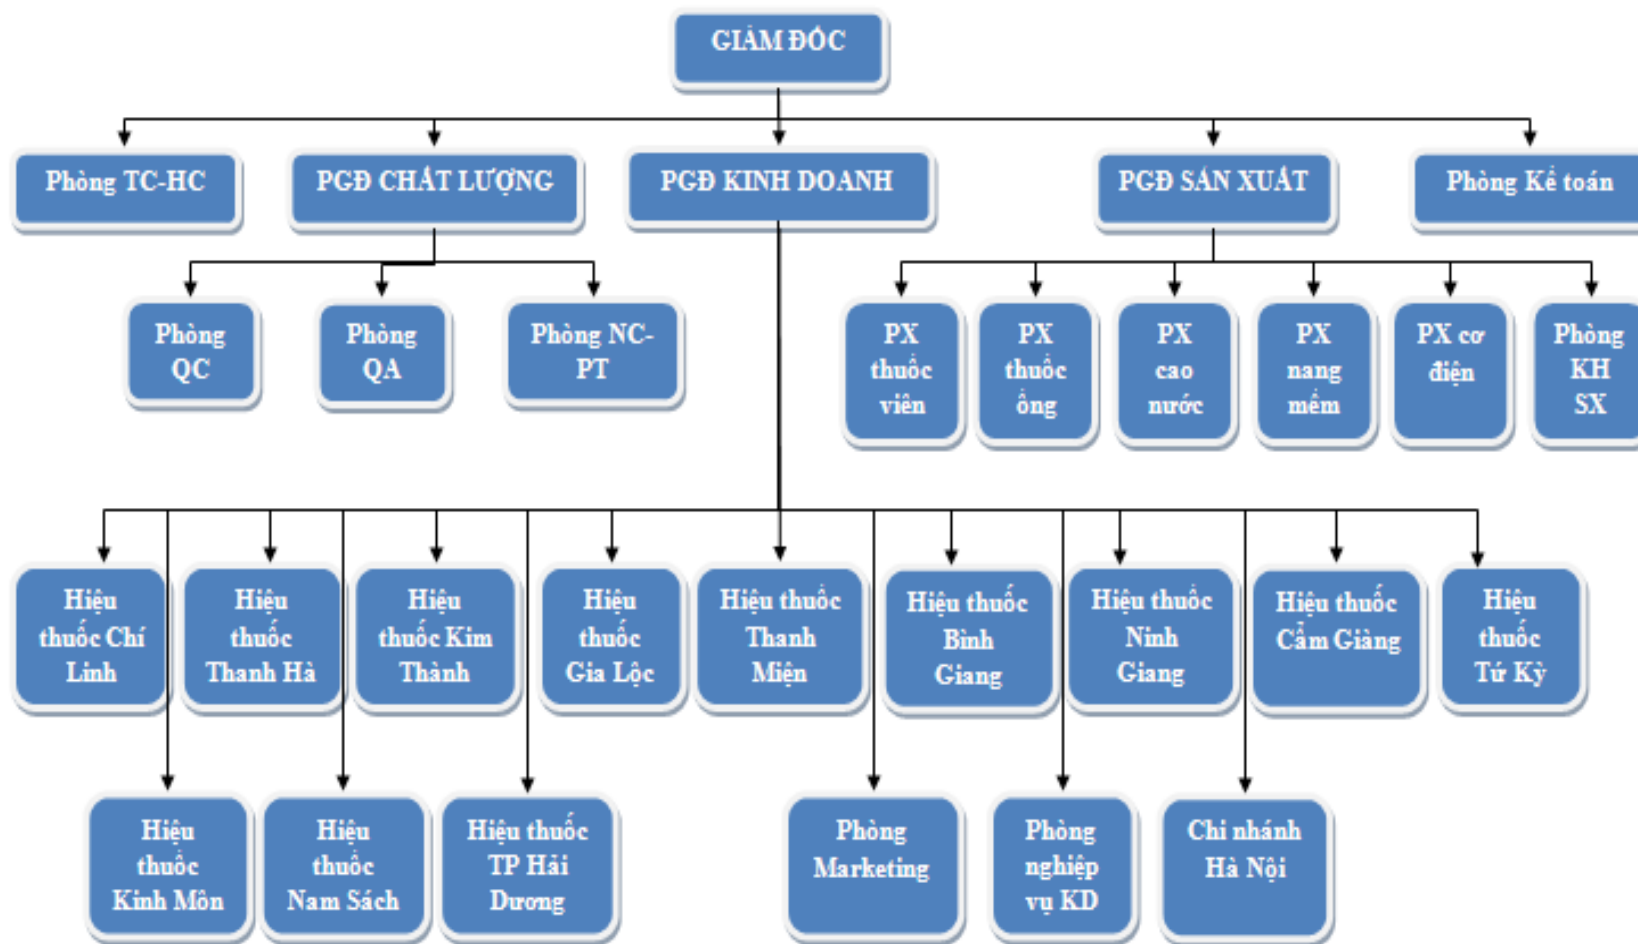 GIÁM ĐỐC
Phòng TC-HC
PGĐ CHẤT LƯỢNG
PGĐ KINH DOANH
PGĐ SẢN XUẤT
Phòng Kế toán
Phòng
QC
Phòng
QA
Phòng NC-
PT
PX
thuốc
viên
PX
thuốc
ống
PX
cao
nước
PX
nang
mềm
PX cơ
điện
Phòng
KH
SX
Hiệu
thuốc Chí
Linh
Hiệu
thuốc
Thanh Hà
Hiệu
thuốc Kim
Thành
Hiệu
thuốc
Gia Lộc
Hiệu thuốc
Thanh
Miện
Hiệu thuốc
Bình
Giang
Hiệu thuốc
Ninh
Giang
Hiệu thuốc
Cẩm Giàng
Hiệu
thuốc
Tứ Kỳ
Hiệu
thuốc
Kinh Môn
Hiệu
thuốc
Nam Sách
Hiệu thuốc
TP Hải
Dương
Phòng
Marketing
Phòng
nghiệp
vụ KD
Chi nhánh
Hà Nội